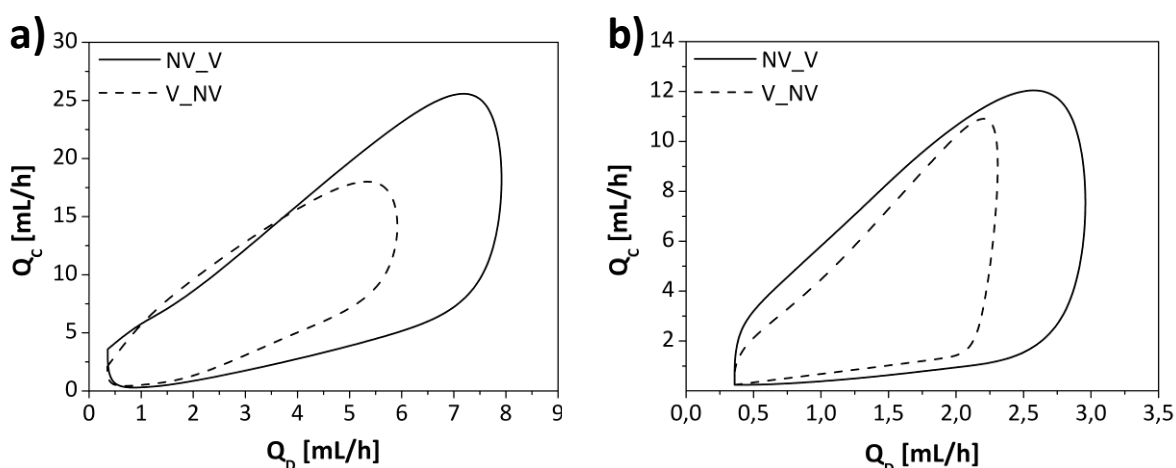 a)
NV_V
V_NV
30
25
20
15
10
5
0
Q_C [mL/h]
0 1 2 3 4 5 6 7 8 9
Q_D [mL/h]
b)
NV_V
V_NV
14
12
10
8
6
4
2
Q_C [mL/h]
0,0 0,5 1,0 1,5 2,0 2,5 3,0 3,5
Q_D [mL/h]